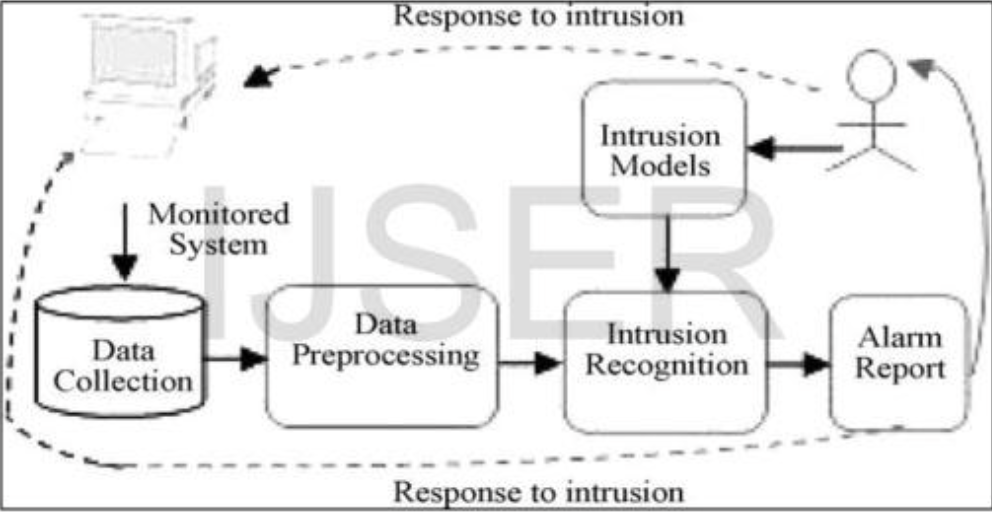 Response to intrusion
Intrusion
Models
Monitored
System
Data
Collection
Data
Preprocessing
Intrusion
Recognition
Alarm
Report
Response to intrusion
IJSER